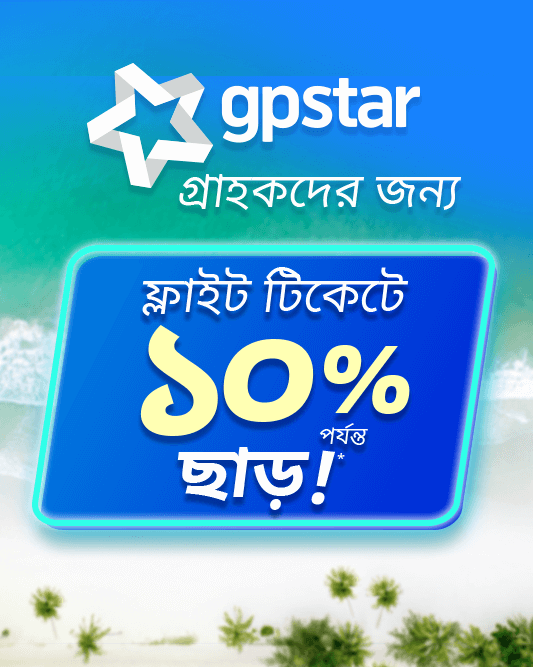 gpstar
গ্রাহকদের জন্য
ফ্লাইট টিকেটে
১০%
পর্যন্ত
ছাড়!*